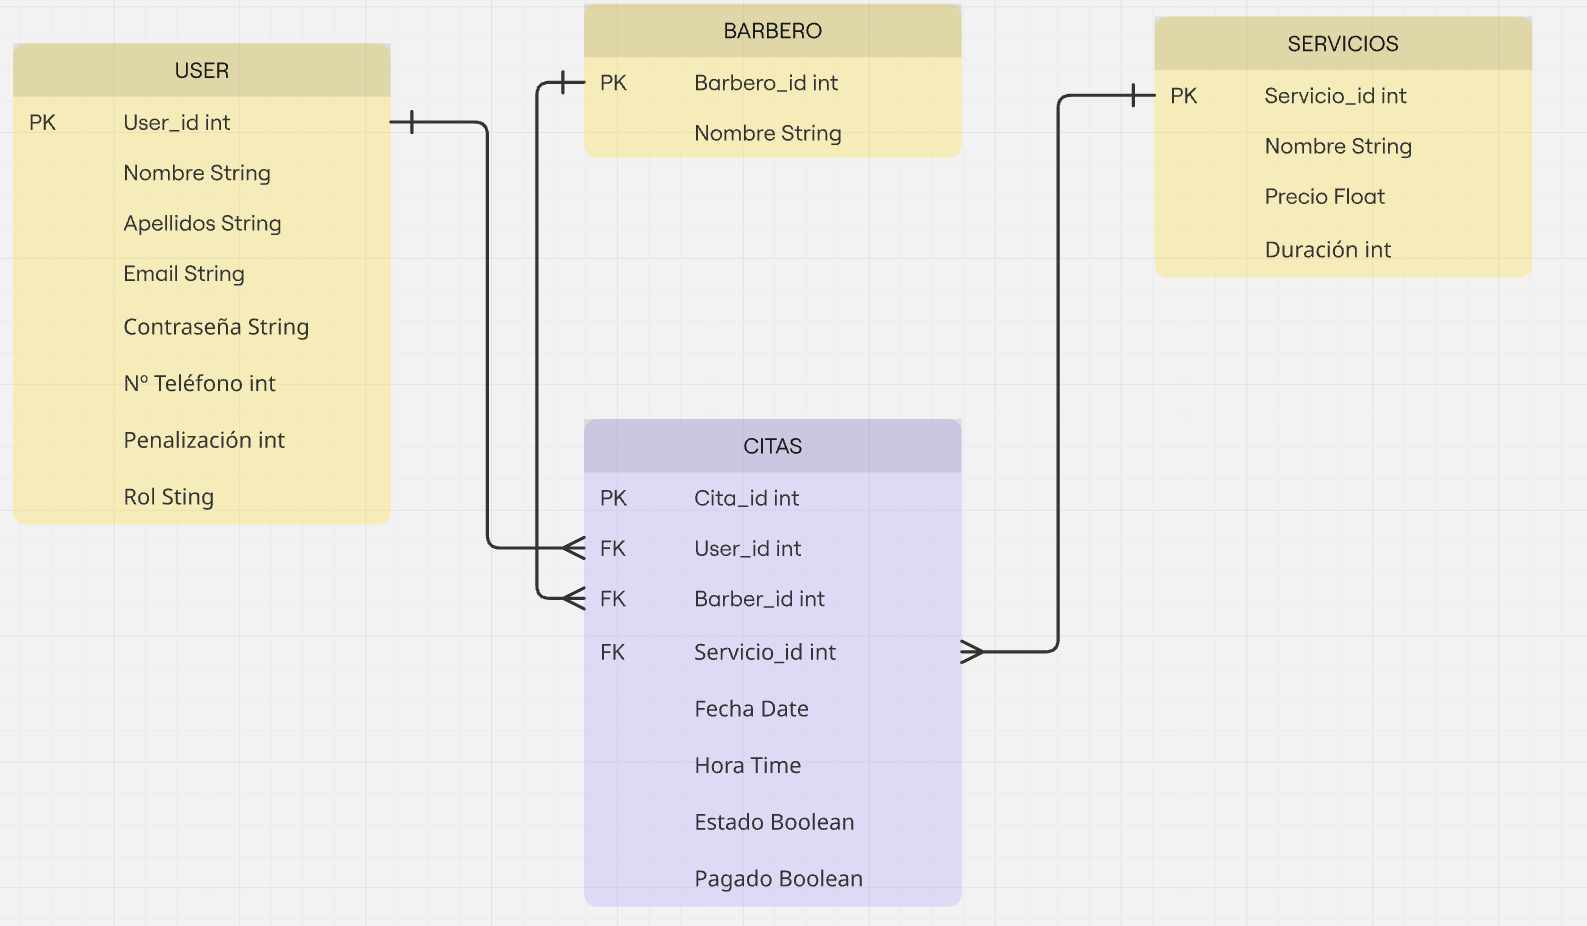 USER
PK User_id int
Nombre String
Apellidos String
Email String
Contraseña String
Nº Teléfono int
Penalización int
Rol Sting
BARBERO
PK Barbero_id int
Nombre String
SERVICIOS
PK Servicio_id int
Nombre String
Precio Float
Duración int
CITAS
PK Cita_id int
FK User_id int
FK Barber_id int
FK Servicio_id int
Fecha Date
Hora Time
Estado Boolean
Pagado Boolean